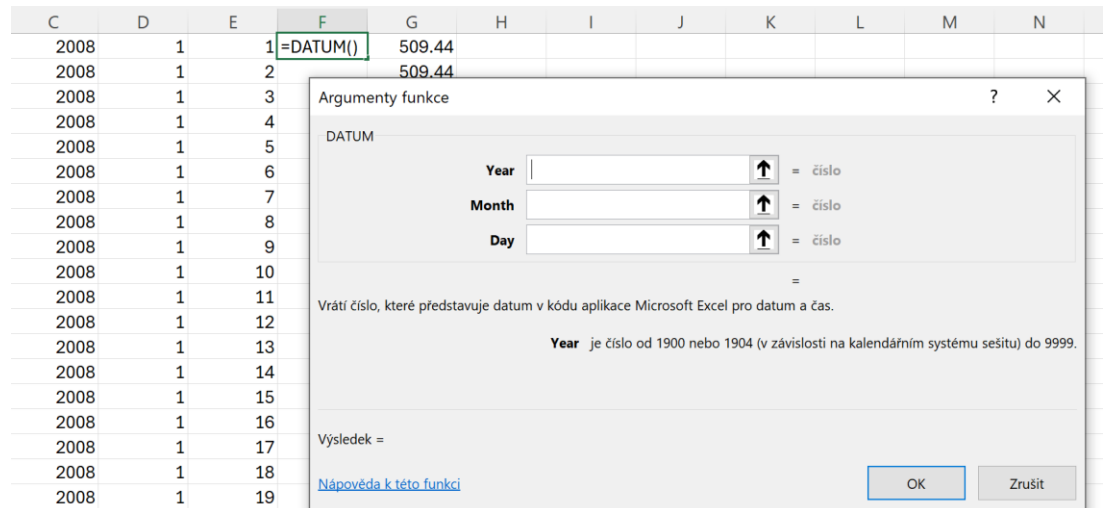 C D E F G H I J K L M N
2008 1 1 =DATUM() 509.44
2008 1 2 509.44
2008 1 3 Argumenty funkce ? ×
2008 1 4
2008 1 5 DATUM
2008 1 6 Year = číslo
2008 1 7 Month = číslo
2008 1 8
2008 1 9 Day = číslo
2008 1 10 =
2008 1 11 Vrátí číslo, které představuje datum v kódu aplikace Microsoft Excel pro datum a čas.
2008 1 12
2008 1 13 Year je číslo od 1900 nebo 1904 (v závislosti na kalendářním systému sešitu) do 9999.
2008 1 14
2008 1 15
2008 1 16
2008 1 17 Výsledek =
2008 1 18
2008 1 19 Nápověda k této funkci OK Zrušit